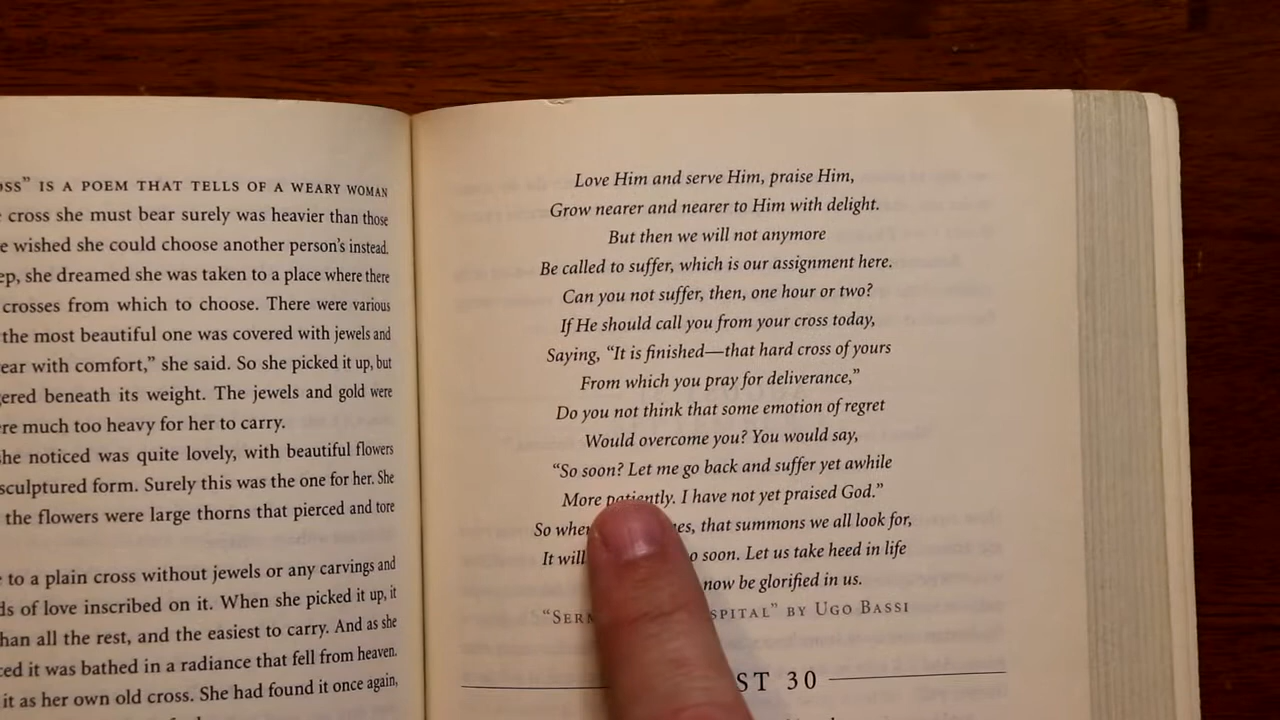 OSS" IS A POEM THAT TELLS OF A WEARY WOMAN
cross she must bear surely was heavier than those
wished she could choose another person's instead.
she dreamed she was taken to a place where there
crosses from which to choose. There were various
the most beautiful one was covered with jewels and
with comfort," she said. So she picked it up, but
beneath its weight. The jewels and gold were
much too heavy for her to carry.
she noticed was quite lovely, with beautiful flowers
sculptured form. Surely this was the one for her. She
the flowers were large thorns that pierced and tore
to a plain cross without jewels or any carvings and
of love inscribed on it. When she picked it up, it
than all the rest, and the easiest to carry. And as she
it was bathed in a radiance that fell from heaven.
it as her own old cross. She had found it once again,
Love Him and serve Him, praise Him,
Grow nearer and nearer to Him with delight.
But then we will not anymore
Be called to suffer, which is our assignment here.
Can you not suffer, then, one hour or two?
If He should call you from your cross today,
Saying, "It is finished—that hard cross of yours
From which you pray for deliverance,"
Do you not think that some emotion of regret
Would overcome you? You would say,
"So soon? Let me go back and suffer yet awhile
More patiently. I have not yet praised God."
So when that summons we all look for,
It will soon. Let us take heed in life
now be glorified in us.
BY UGO BASSI
ST 30